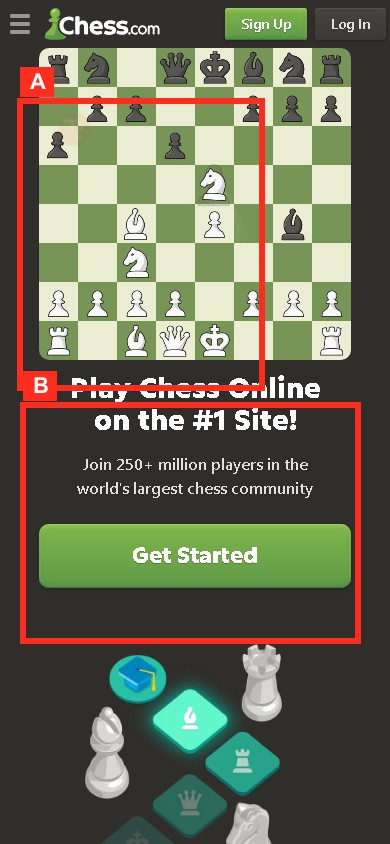 Chess.com
Sign Up
Log In
A
B
Play Chess Online
on the #1 Site!
Join 250+ million players in the
world's largest chess community
Get Started